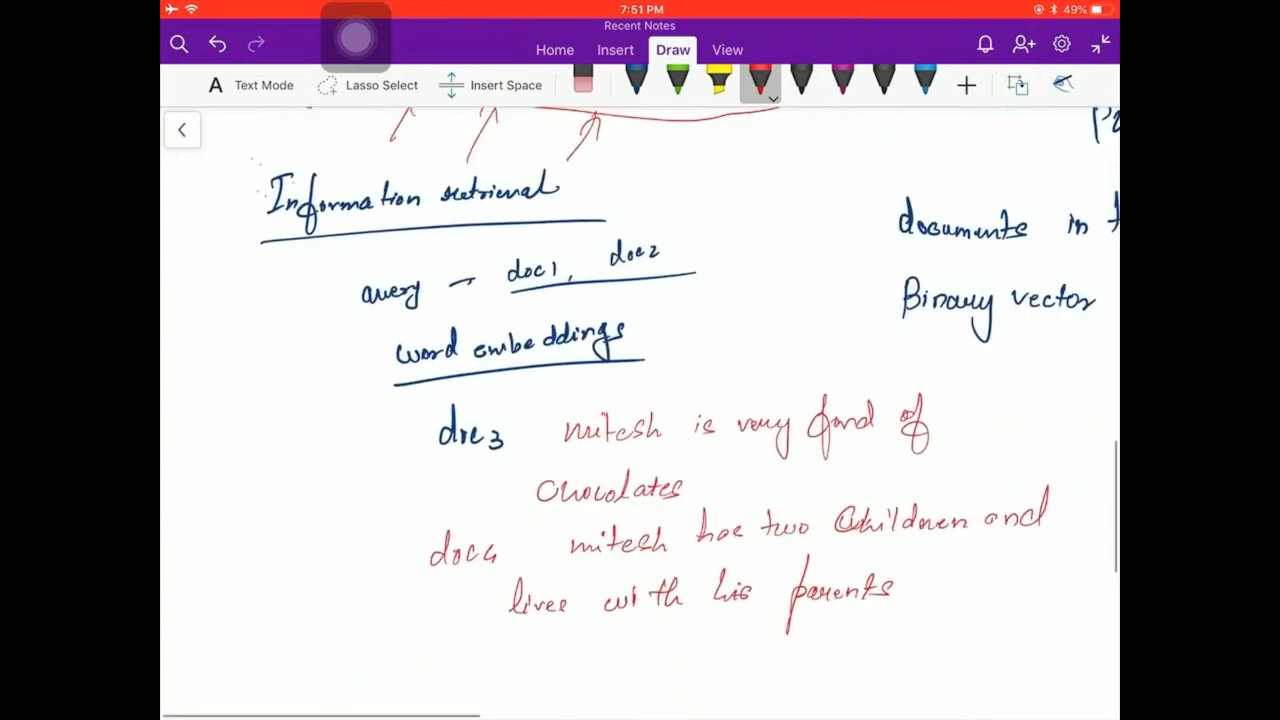 7:51 PM
49%
Recent Notes
Home Insert Draw View
Text Mode Lasso Select Insert Space
Information retrieval
query - doc1, doc2
word embeddings
documents in
Binary vector
doc3 mitesh is very fond of
chocolates
doc4 mitesh has two children and
lives with his parents